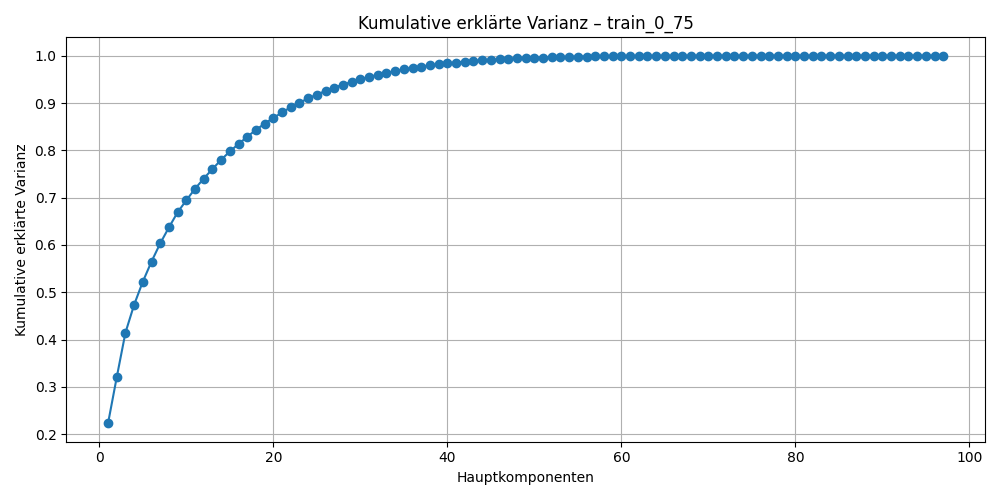 Kumulative erklärte Varianz – train_0_75
Kumulative erklärte Varianz
1.0
0.9
0.8
0.7
0.6
0.5
0.4
0.3
0.2
0 20 40 60 80 100
Hauptkomponenten